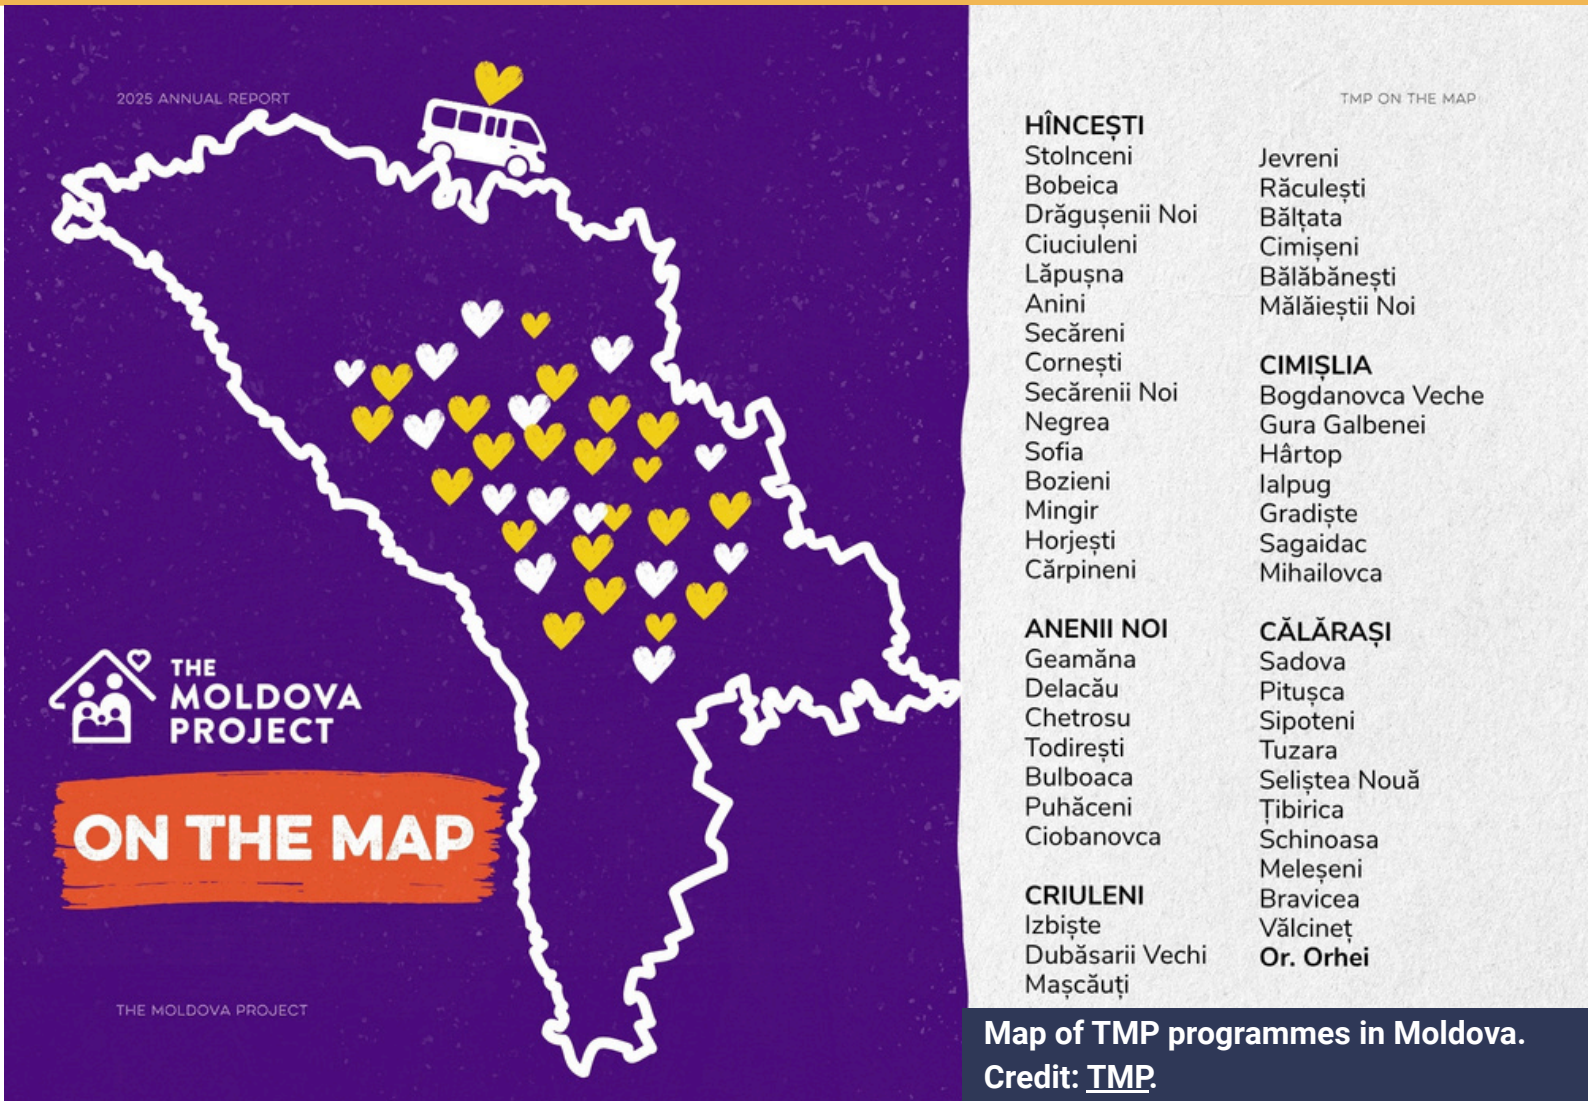 2025 ANNUAL REPORT
THE
MOLDOVA
PROJECT
ON THE MAP
THE MOLDOVA PROJECT
TMP ON THE MAP
HÎNCEȘTI
Stolnceni
Bobeica
Drăgușenii Noi
Ciuciuleni
Lăpușna
Anini
Secăreni
Cornești
Secărenii Noi
Negrea
Sofia
Bozieni
Mingir
Horjești
Cărpineni
ANENII NOI
Geamăna
Delacău
Chetrosu
Todirești
Bulboaca
Puhăceni
Ciobanovca
CRIULENI
Izbiște
Dubăsarii Vechi
Mașcăuți
Jevreni
Răculești
Bălțata
Cimișeni
Bălăbănești
Mălăieștii Noi
CIMIȘLIA
Bogdanovca Veche
Gura Galbenei
Hârtop
Ialpug
Gradiște
Sagaidac
Mihailovca
CĂLĂRAȘI
Sadova
Pitușca
Sipoteni
Tuzara
Seliștea Nouă
Țibirica
Schinoasa
Meleșeni
Bravicea
Vălcineț
Or. Orhei
Map of TMP programmes in Moldova.
Credit: TMP.